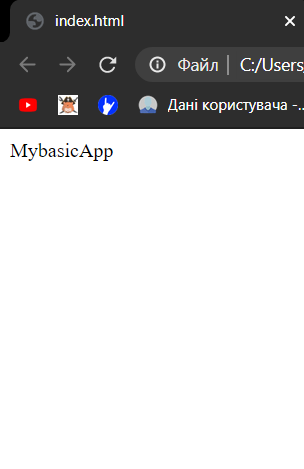 index.html
Файл | C:/Users,
Дані користувача -...
MybasicApp